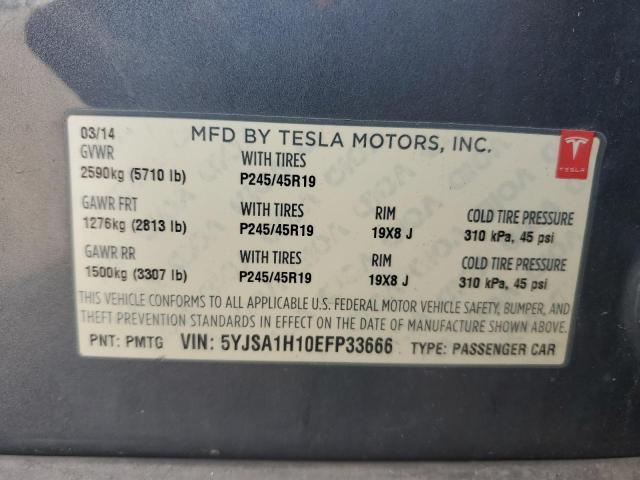 03/14 MFD BY TESLA MOTORS, INC.
GVWR WITH TIRES
2590kg (5710 lb) P245/45R19
GAWR FRT WITH TIRES RIM COLD TIRE PRESSURE
1276kg (2813 lb) P245/45R19 19X8 J 310 kPa, 45 psi
GAWR RR WITH TIRES RIM COLD TIRE PRESSURE
1500kg (3307 lb) P245/45R19 19X8 J 310 kPa, 45 psi
THIS VEHICLE CONFORMS TO ALL APPLICABLE U.S. FEDERAL MOTOR VEHICLE SAFETY, BUMPER, AND
THEFT PREVENTION STANDARDS IN EFFECT ON THE DATE OF MANUFACTURE SHOWN ABOVE.
PNT: PMTG VIN: 5YJSA1H10EFP33666 TYPE: PASSENGER CAR
TESLA